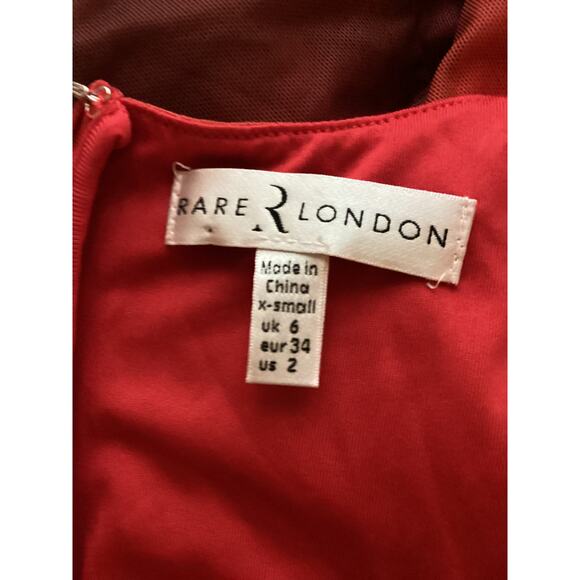 RARE R LONDON
Made in
China
x-small
uk 6
eur 34
us 2